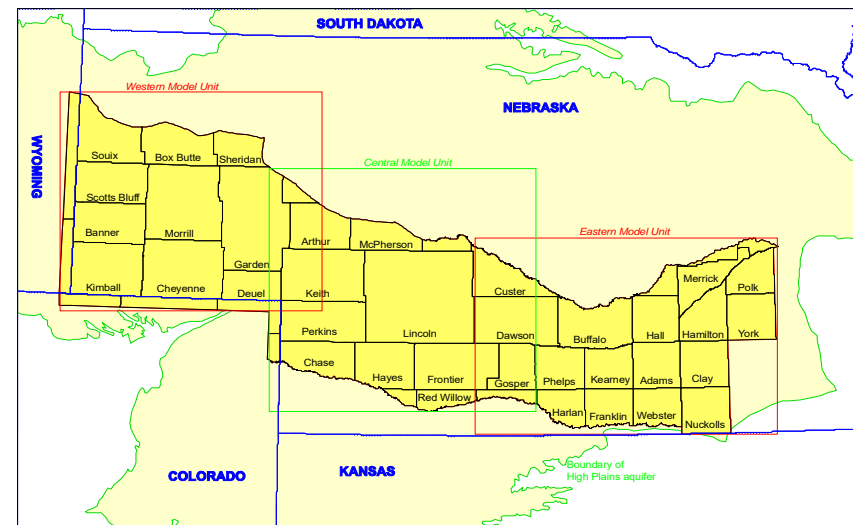 SOUTH DAKOTA
Western Model Unit
NEBRASKA
WYOMING
Souix
Box Butte
Sheridan
Central Model Unit
Scotts Bluff
Banner
Morrill
Arthur
McPherson
Eastern Model Unit
Garden
Merrick
Kimball
Cheyenne
Deuel
Keith
Custer
Polk
Perkins
Lincoln
Dawson
Buffalo
Hall
Hamilton
York
Chase
Hayes
Frontier
Gosper
Phelps
Kearney
Adams
Clay
Red Willow
Harlan
Franklin
Webster
Nuckolls
COLORADO
KANSAS
Boundary of
High Plains aquifer